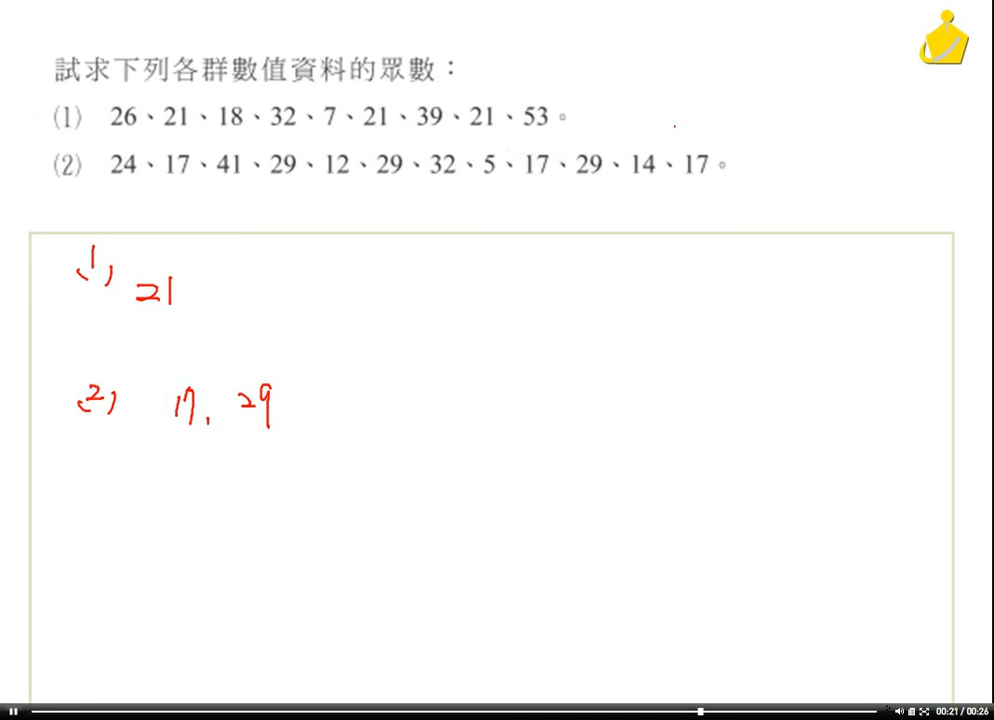 試求下列各群數值資料的眾數：
(1) 26、21、18、32、7、21、39、21、53。
(2) 24、17、41、29、12、29、32、5、17、29、14、17。
(1)
21
(2) 17, 29
00:21 / 00:26